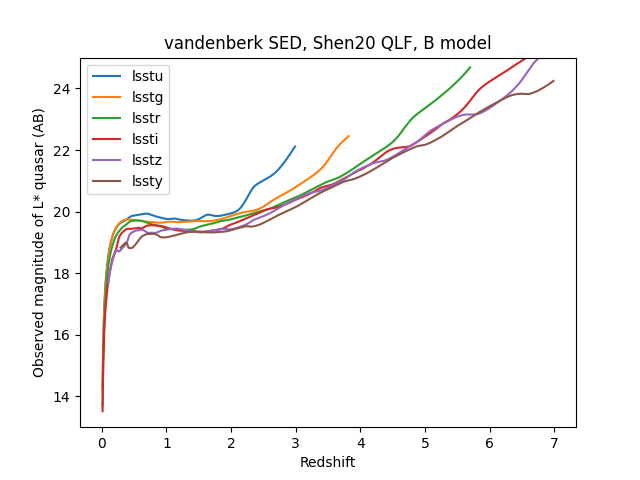 vandenberk SED, Shen20 QLF, B model
Observed magnitude of L* quasar (AB)
24
22
20
18
16
14
lsstu
lsstg
lsstr
lssti
lsstz
lssty
0 1 2 3 4 5 6 7
Redshift